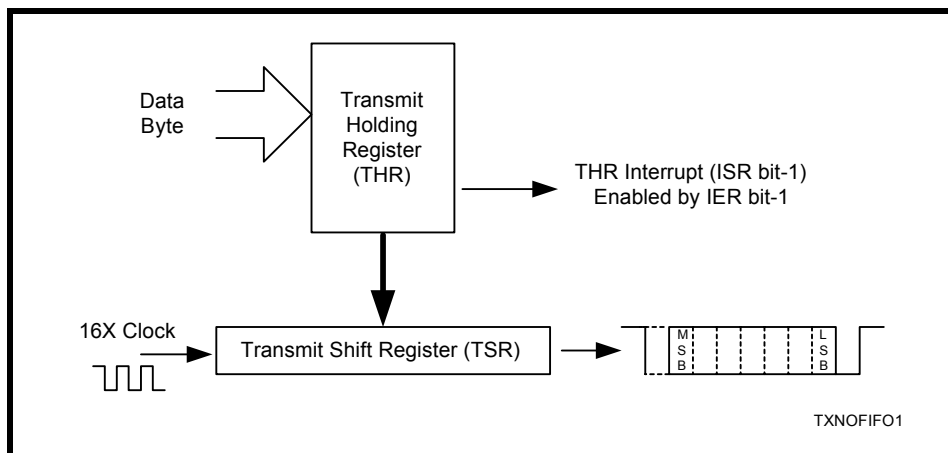 Data
Byte
Transmit
Holding
Register
(THR)
THR Interrupt (ISR bit-1)
Enabled by IER bit-1
16X Clock
Transmit Shift Register (TSR)
M
S
B
L
S
B
TXNOFIFO1